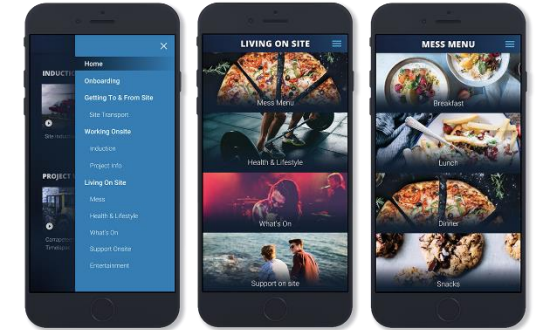 INDUCTI
Home
Onboarding
Getting To & From Site
Site Transport
Working Onsite
Induction
Project Info
Living On Site
Mess
Health & Lifestyle
What's On
Support Onsite
Entertainment
PROJECT
LIVING ON SITE
Mess Menu
Health & Lifestyle
What's On
Support on site
MESS MENU
Breakfast
Lunch
Dinner
Snacks